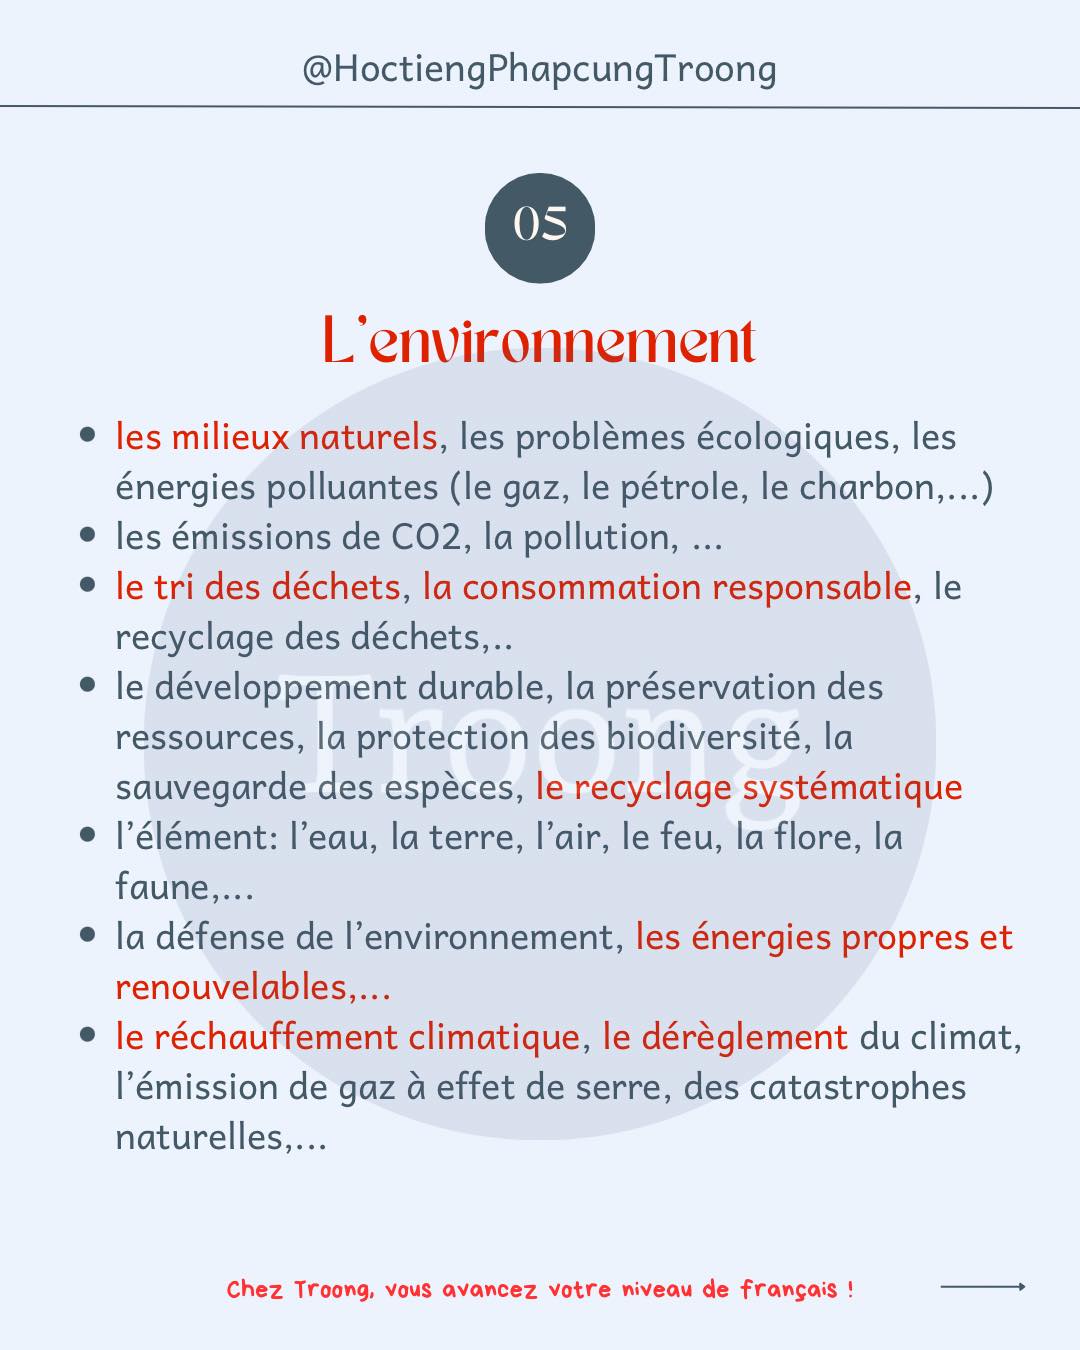 @HoctiengPhapcungTroong
05
L'environnement
• les milieux naturels, les problèmes écologiques, les
énergies polluantes (le gaz, le pétrole, le charbon,...)
• les émissions de CO2, la pollution, ...
• le tri des déchets, la consommation responsable, le
recyclage des déchets,..
• le développement durable, la préservation des
ressources, la protection des biodiversité, la
sauvegarde des espèces, le recyclage systématique
Troong
• l'élément: l'eau, la terre, l'air, le feu, la flore, la
faune,...
• la défense de l'environnement, les énergies propres et
renouvelables,...
• le réchauffement climatique, le dérèglement du climat,
l'émission de gaz à effet de serre, des catastrophes
naturelles,...
Chez Troong, vous avancez votre niveau de français !